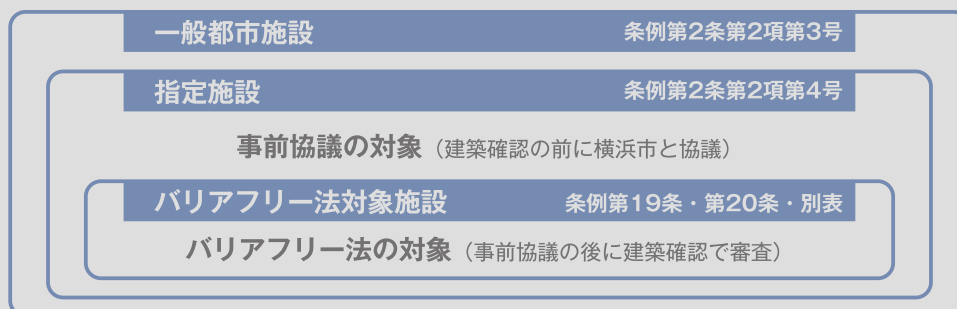 一般都市施設 条例第2条第2項第3号
指定施設 条例第2条第2項第4号
事前協議の対象（建築確認の前に横浜市と協議）
バリアフリー法対象施設 条例第19条・第20条・別表
バリアフリー法の対象（事前協議の後に建築確認で審査）